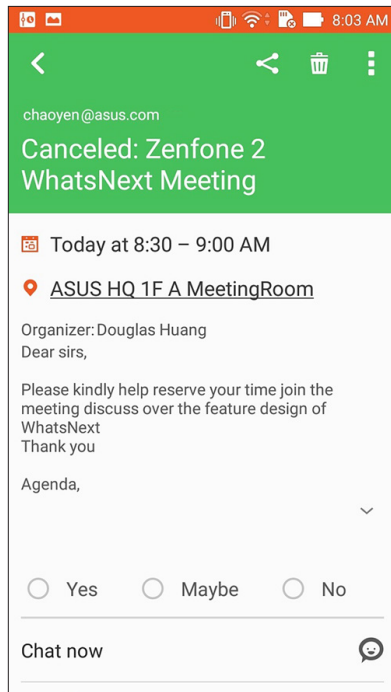 8:03 AM
chaoyen@asus.com
Canceled: Zenfone 2
WhatsNext Meeting
Today at 8:30 – 9:00 AM
ASUS HQ 1F A MeetingRoom
Organizer: Douglas Huang
Dear sirs,
Please kindly help reserve your time join the
meeting discuss over the feature design of
WhatsNext
Thank you
Agenda,
Yes Maybe No
Chat now